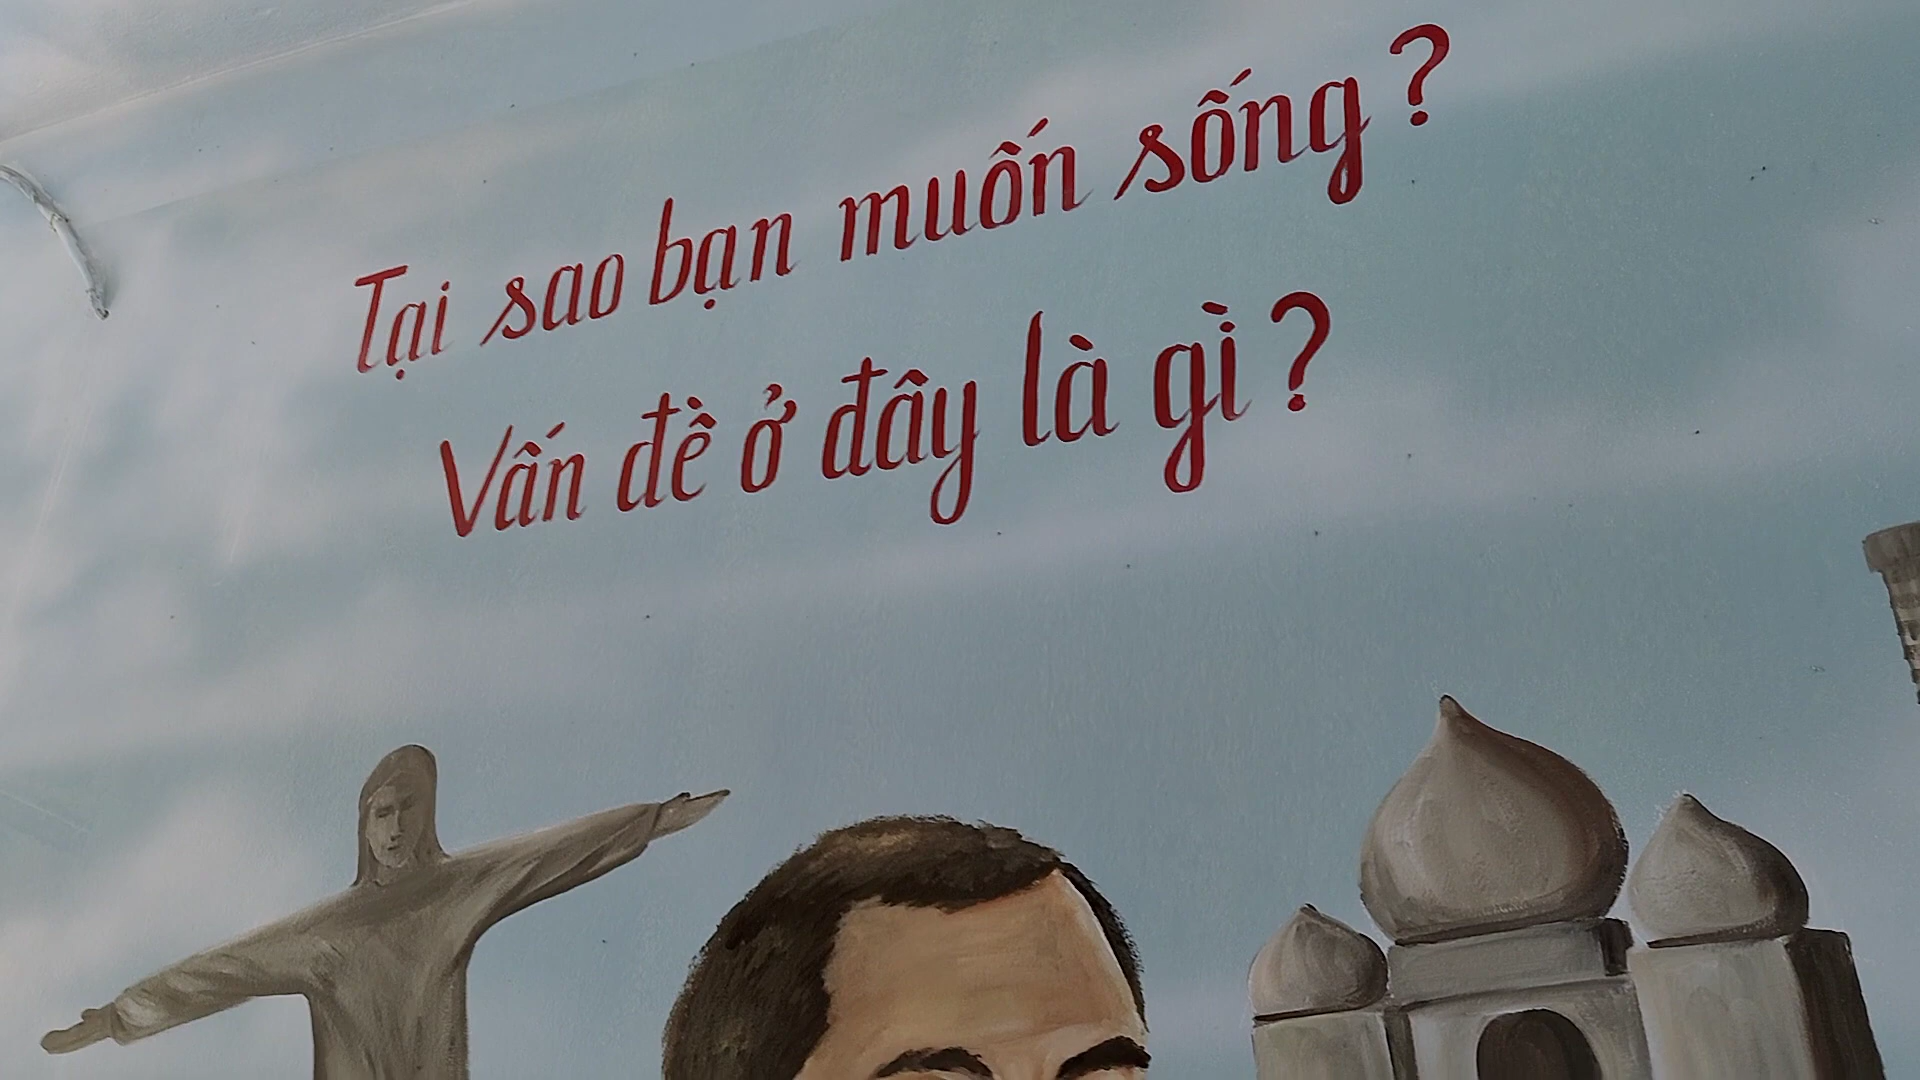 Tại sao bạn muốn sống?
Vấn đề ở đây là gì?